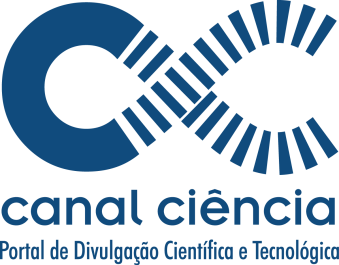 canal ciência
Portal de Divulgação Científica e Tecnológica